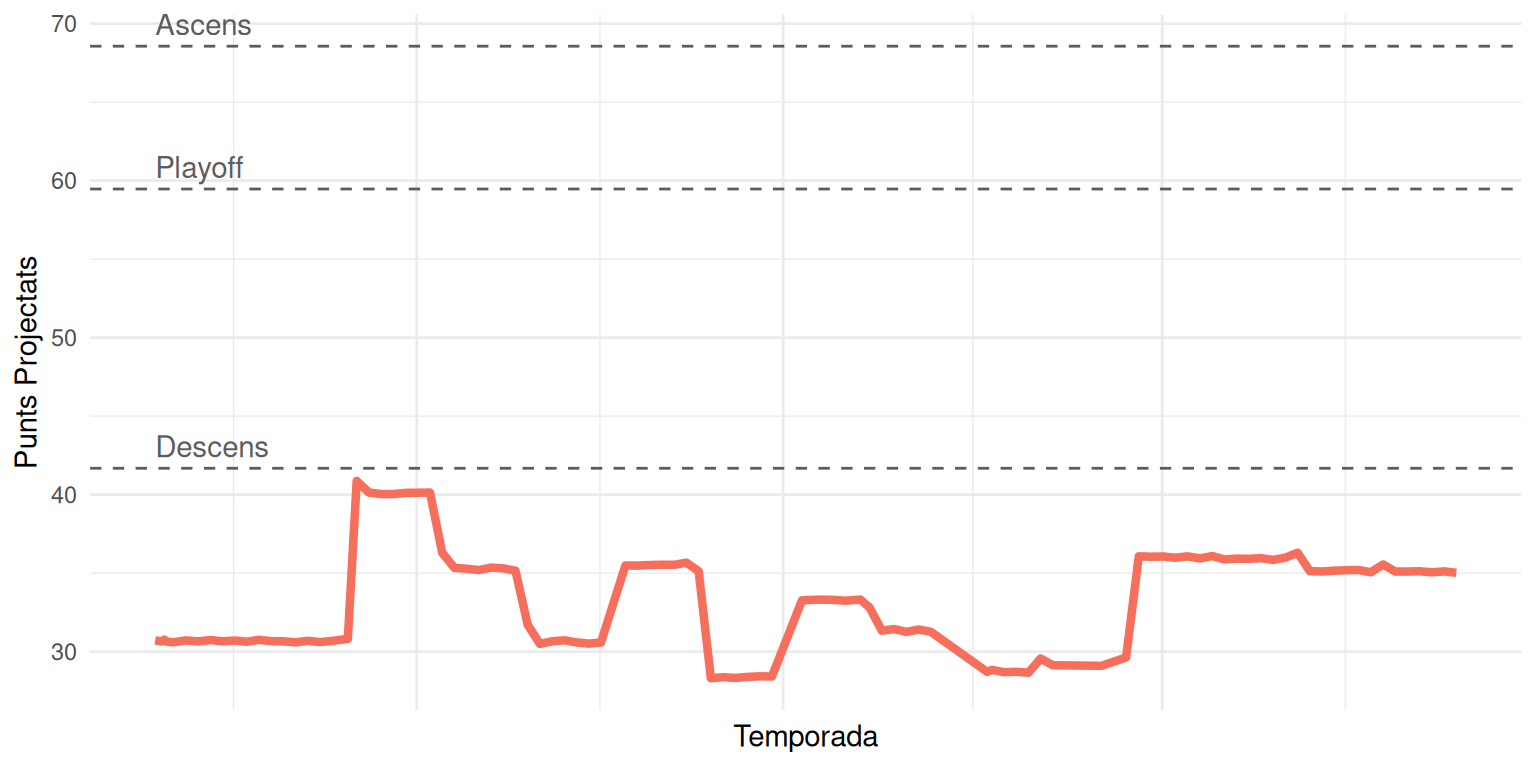 70
Ascens
Playoff
60
Punts Projectats
50
Descens
40
30
Temporada